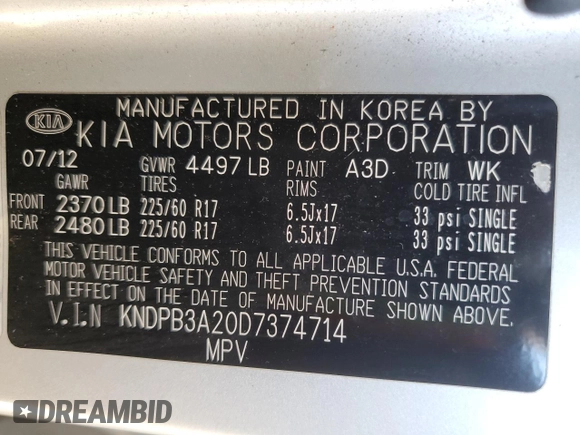 KIA
MANUFACTURED IN KOREA BY
KIA MOTORS CORPORATION
07/12 GVWR 4497 LB PAINT A3D TRIM WK
GAWR TIRES RIMS COLD TIRE INFL
FRONT 2370 LB 225/60 R17 6.5Jx17 33 psi SINGLE
REAR 2480 LB 225/60 R17 6.5Jx17 33 psi SINGLE
THIS VEHICLE CONFORMS TO ALL APPLICABLE U.S.A. FEDERAL
MOTOR VEHICLE SAFETY AND THEFT PREVENTION STANDARDS
IN EFFECT ON THE DATE OF MANUFACTURE SHOWN ABOVE.
V.I.N KNDPB3A20D7374714
MPV
DREAMBID